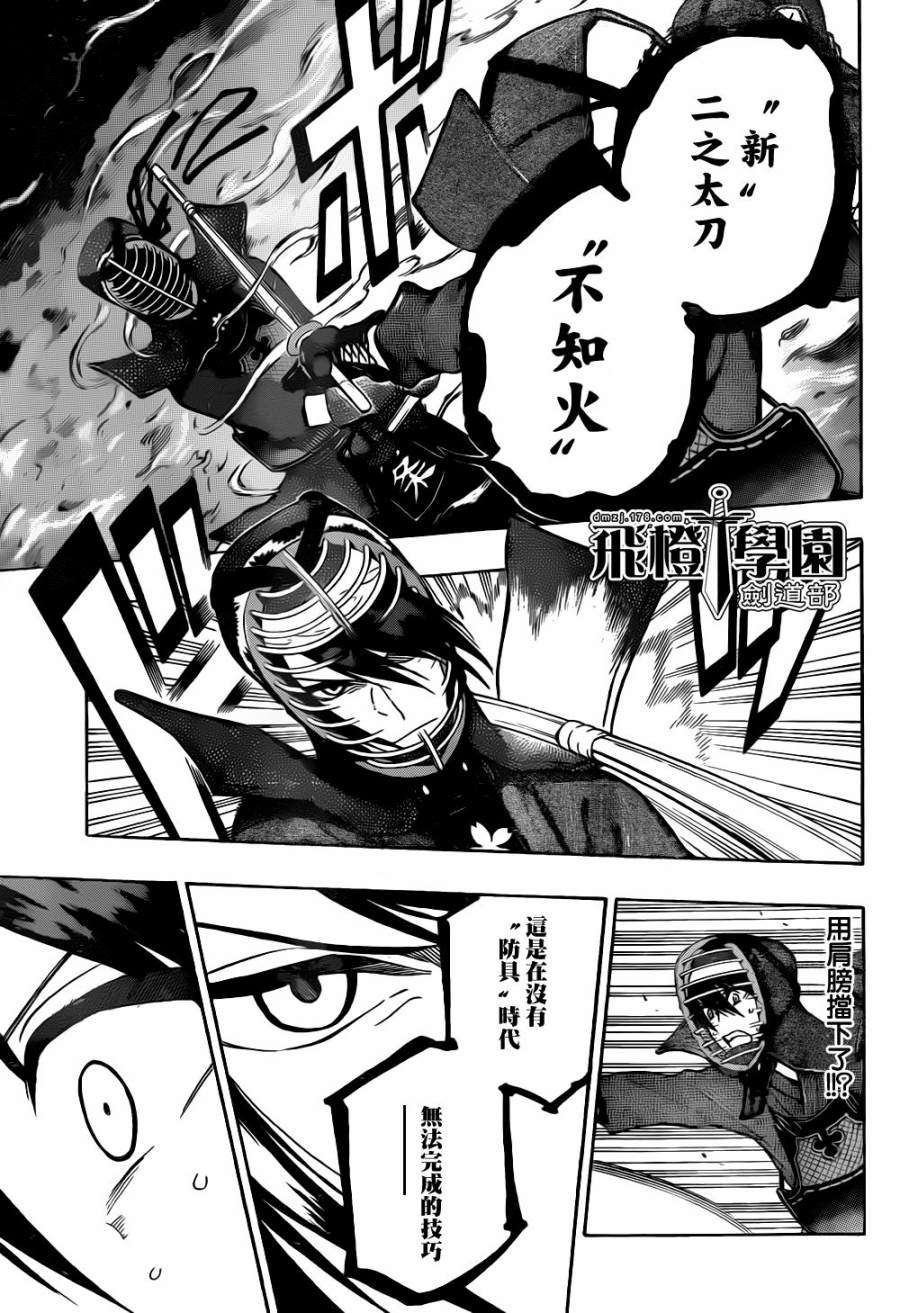 “新”
二之太刀
“不知火”
ボ
dmzj.178.com
飛橙學園
劍道部
用肩膀擋下了!!?
這是在沒有
“防具”時代
——無法完成的技巧